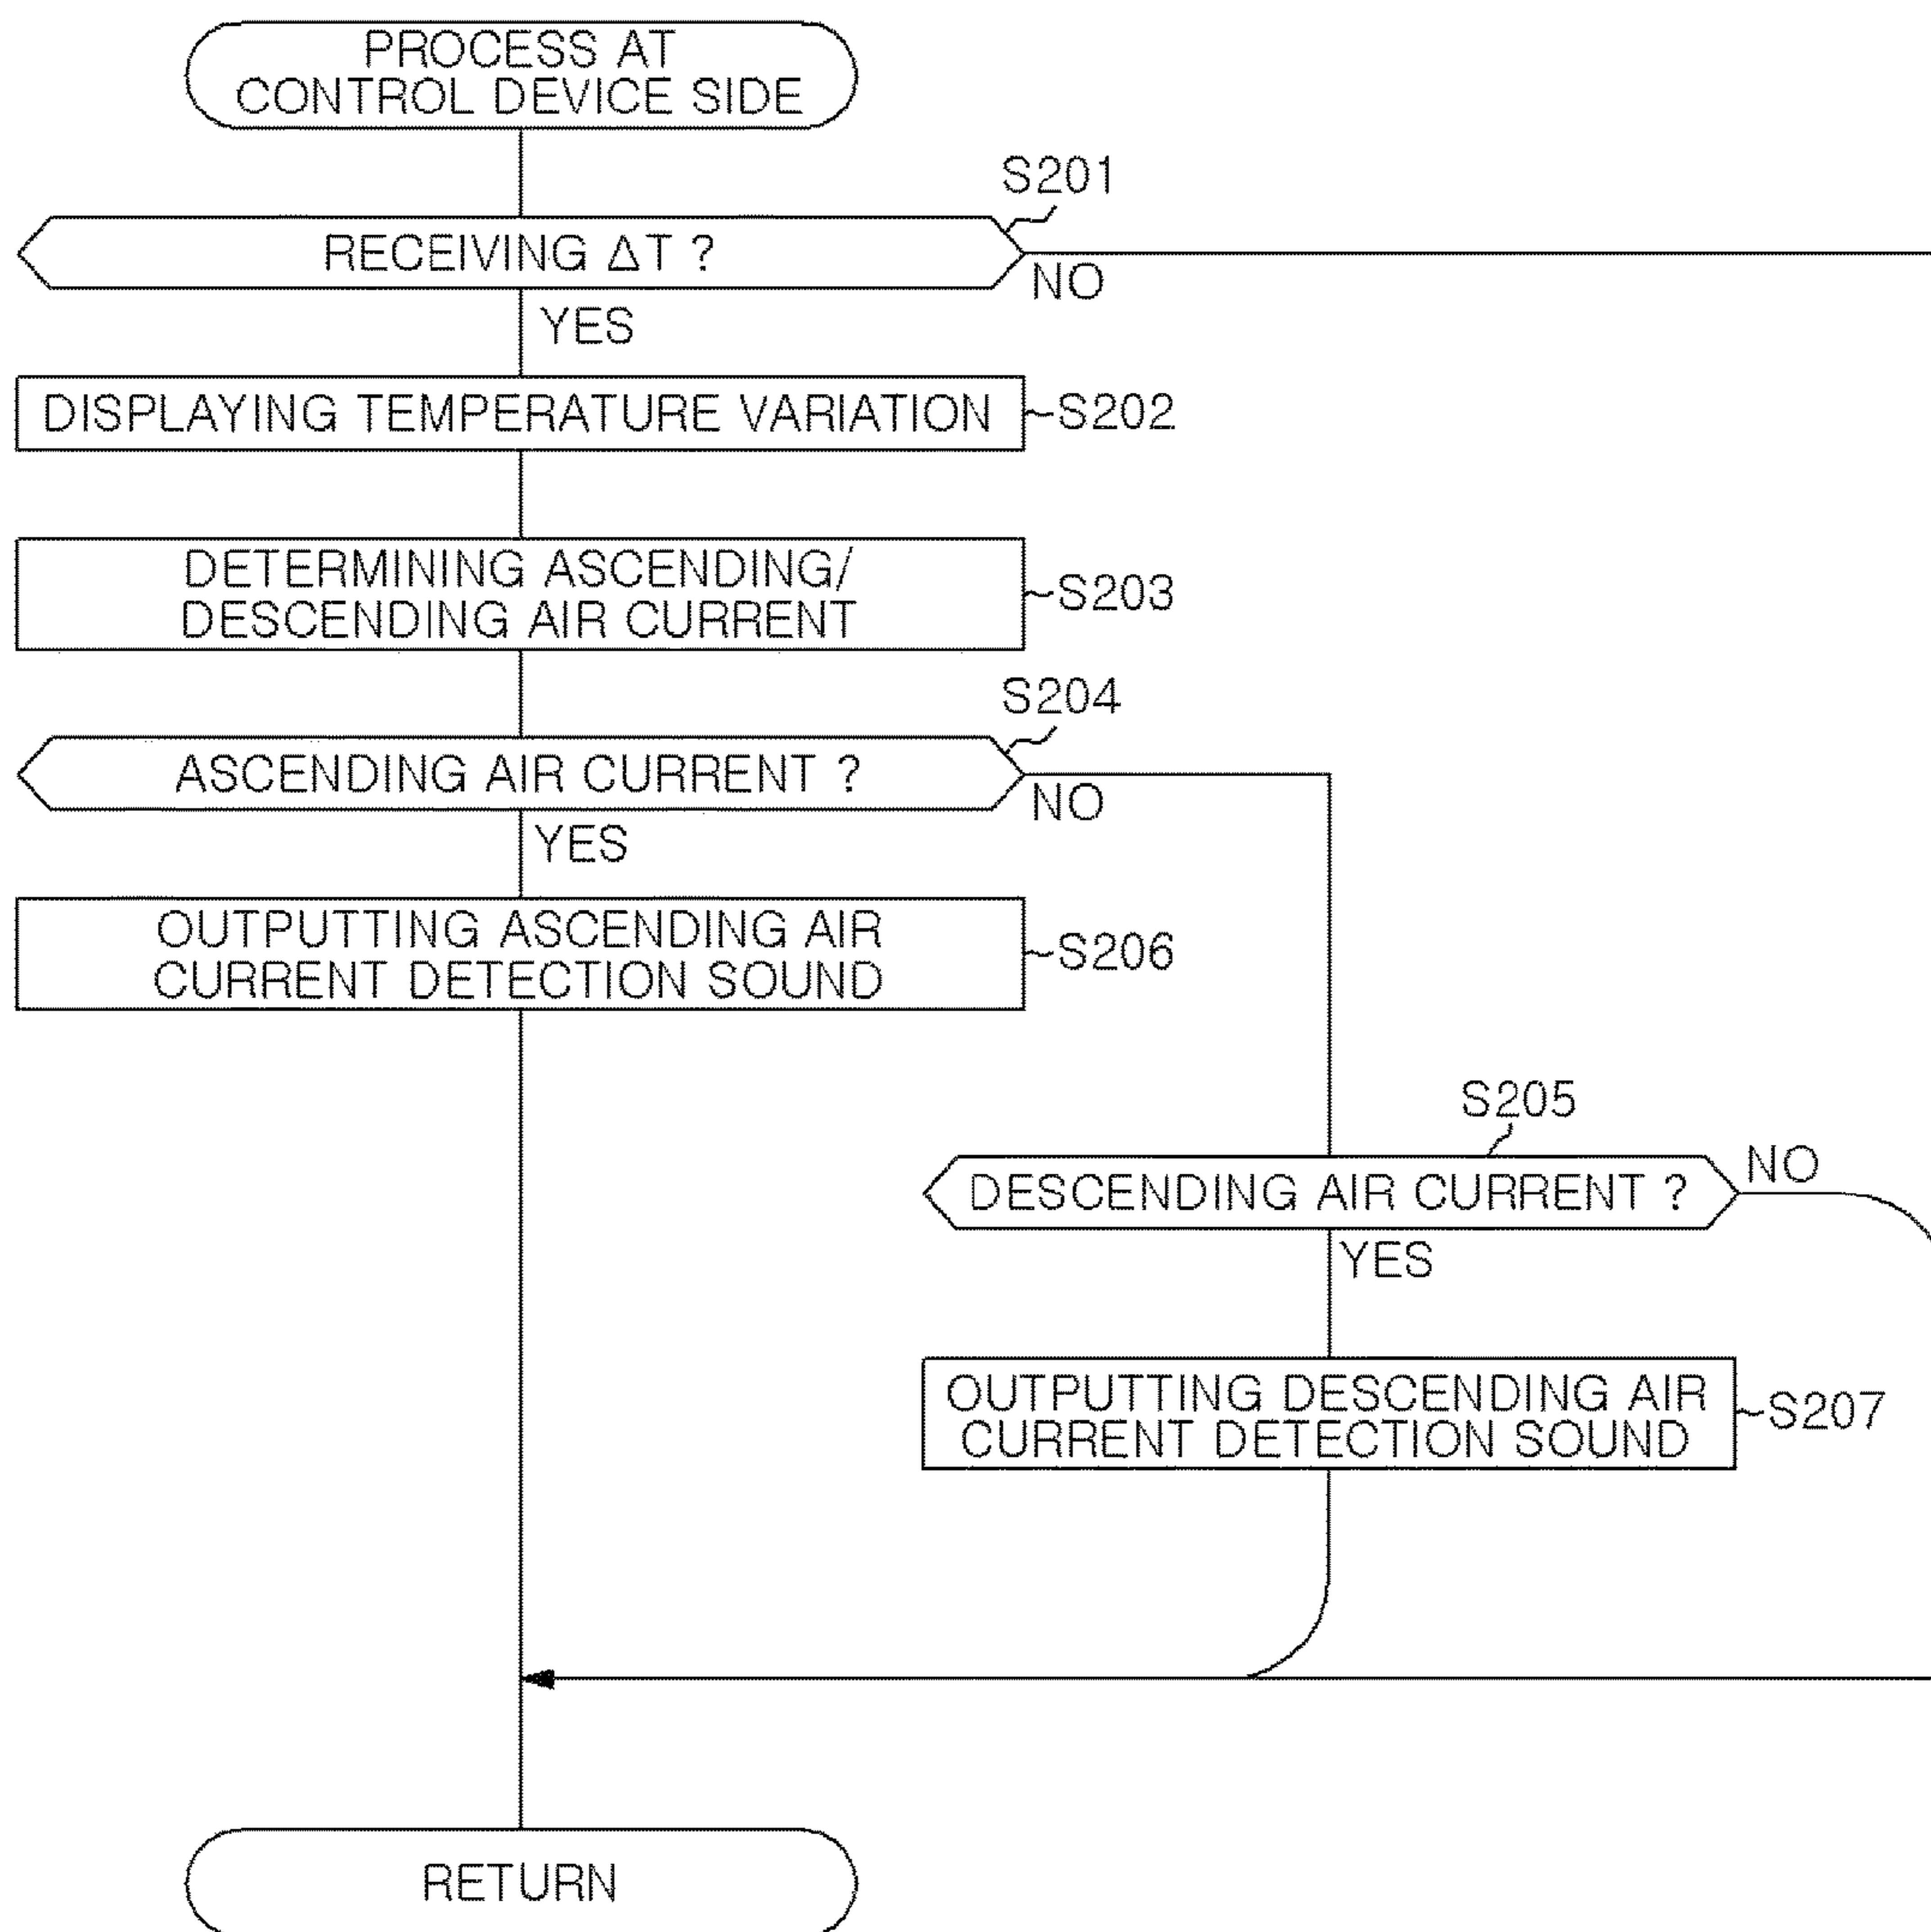 PROCESS AT
CONTROL DEVICE SIDE
S201
RECEIVING ΔT ?
NO
YES
DISPLAYING TEMPERATURE VARIATION
S202
DETERMINING ASCENDING/
DESCENDING AIR CURRENT
S203
S204
ASCENDING AIR CURRENT ?
NO
YES
OUTPUTTING ASCENDING AIR
CURRENT DETECTION SOUND
S206
S205
DESCENDING AIR CURRENT ?
NO
YES
OUTPUTTING DESCENDING AIR
CURRENT DETECTION SOUND
S207
RETURN